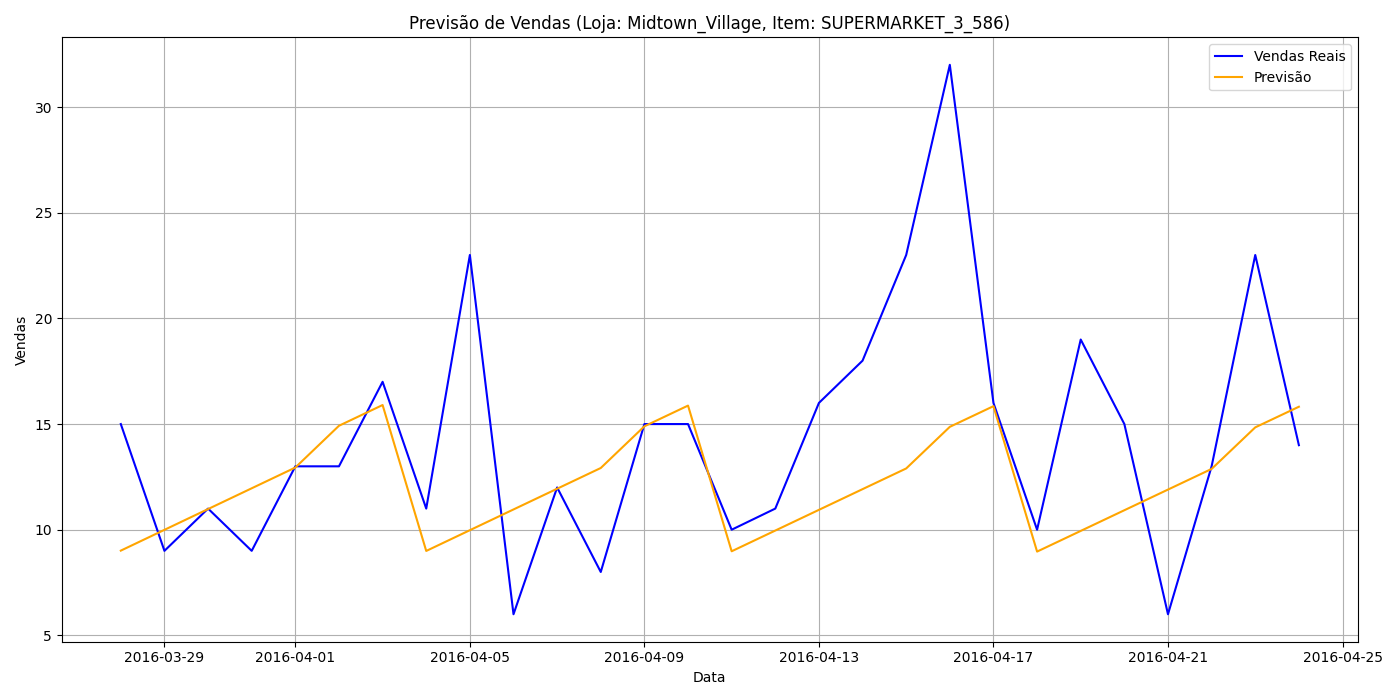 Previsão de Vendas (Loja: Midtown_Village, Item: SUPERMARKET_3_586)
Vendas Reais
Previsão
30
25
20
15
10
5
Vendas
2016-03-29
2016-04-01
2016-04-05
2016-04-09
2016-04-13
2016-04-17
2016-04-21
2016-04-25
Data